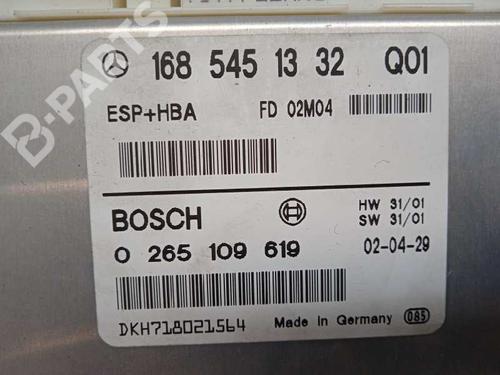 B-PARTS
168 545 13 32 Q01
ESP+HBA FD 02M04
BOSCH HW 31/01
SW 31/01
0 265 109 619 02-04-29
DKH718021564 Made in Germany 085